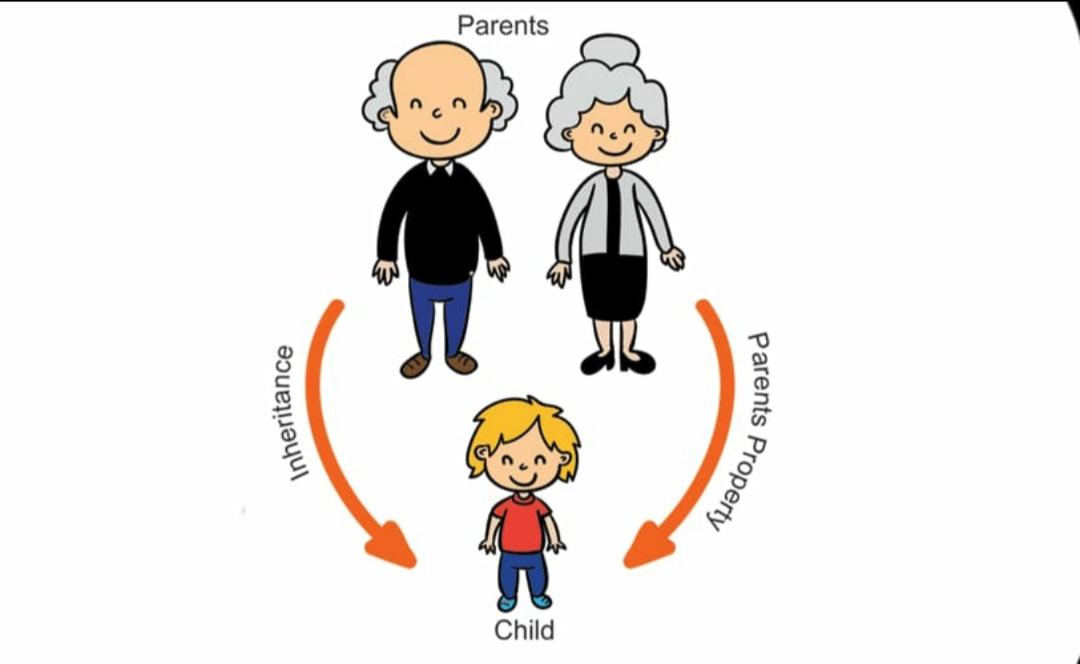 Parents
Inheritance
Parents Property
Child